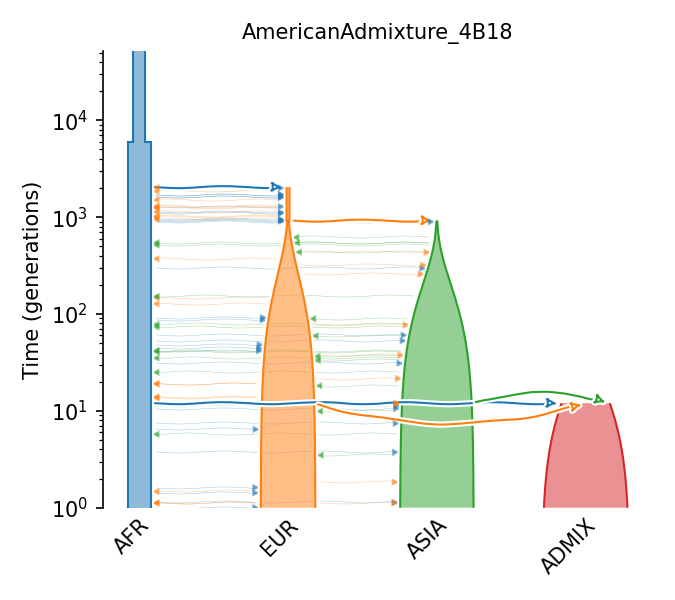 AmericanAdmixture_4B18
Time (generations)
10⁴
10³
10²
10¹
10⁰
AFR
EUR
ASIA
ADMIX